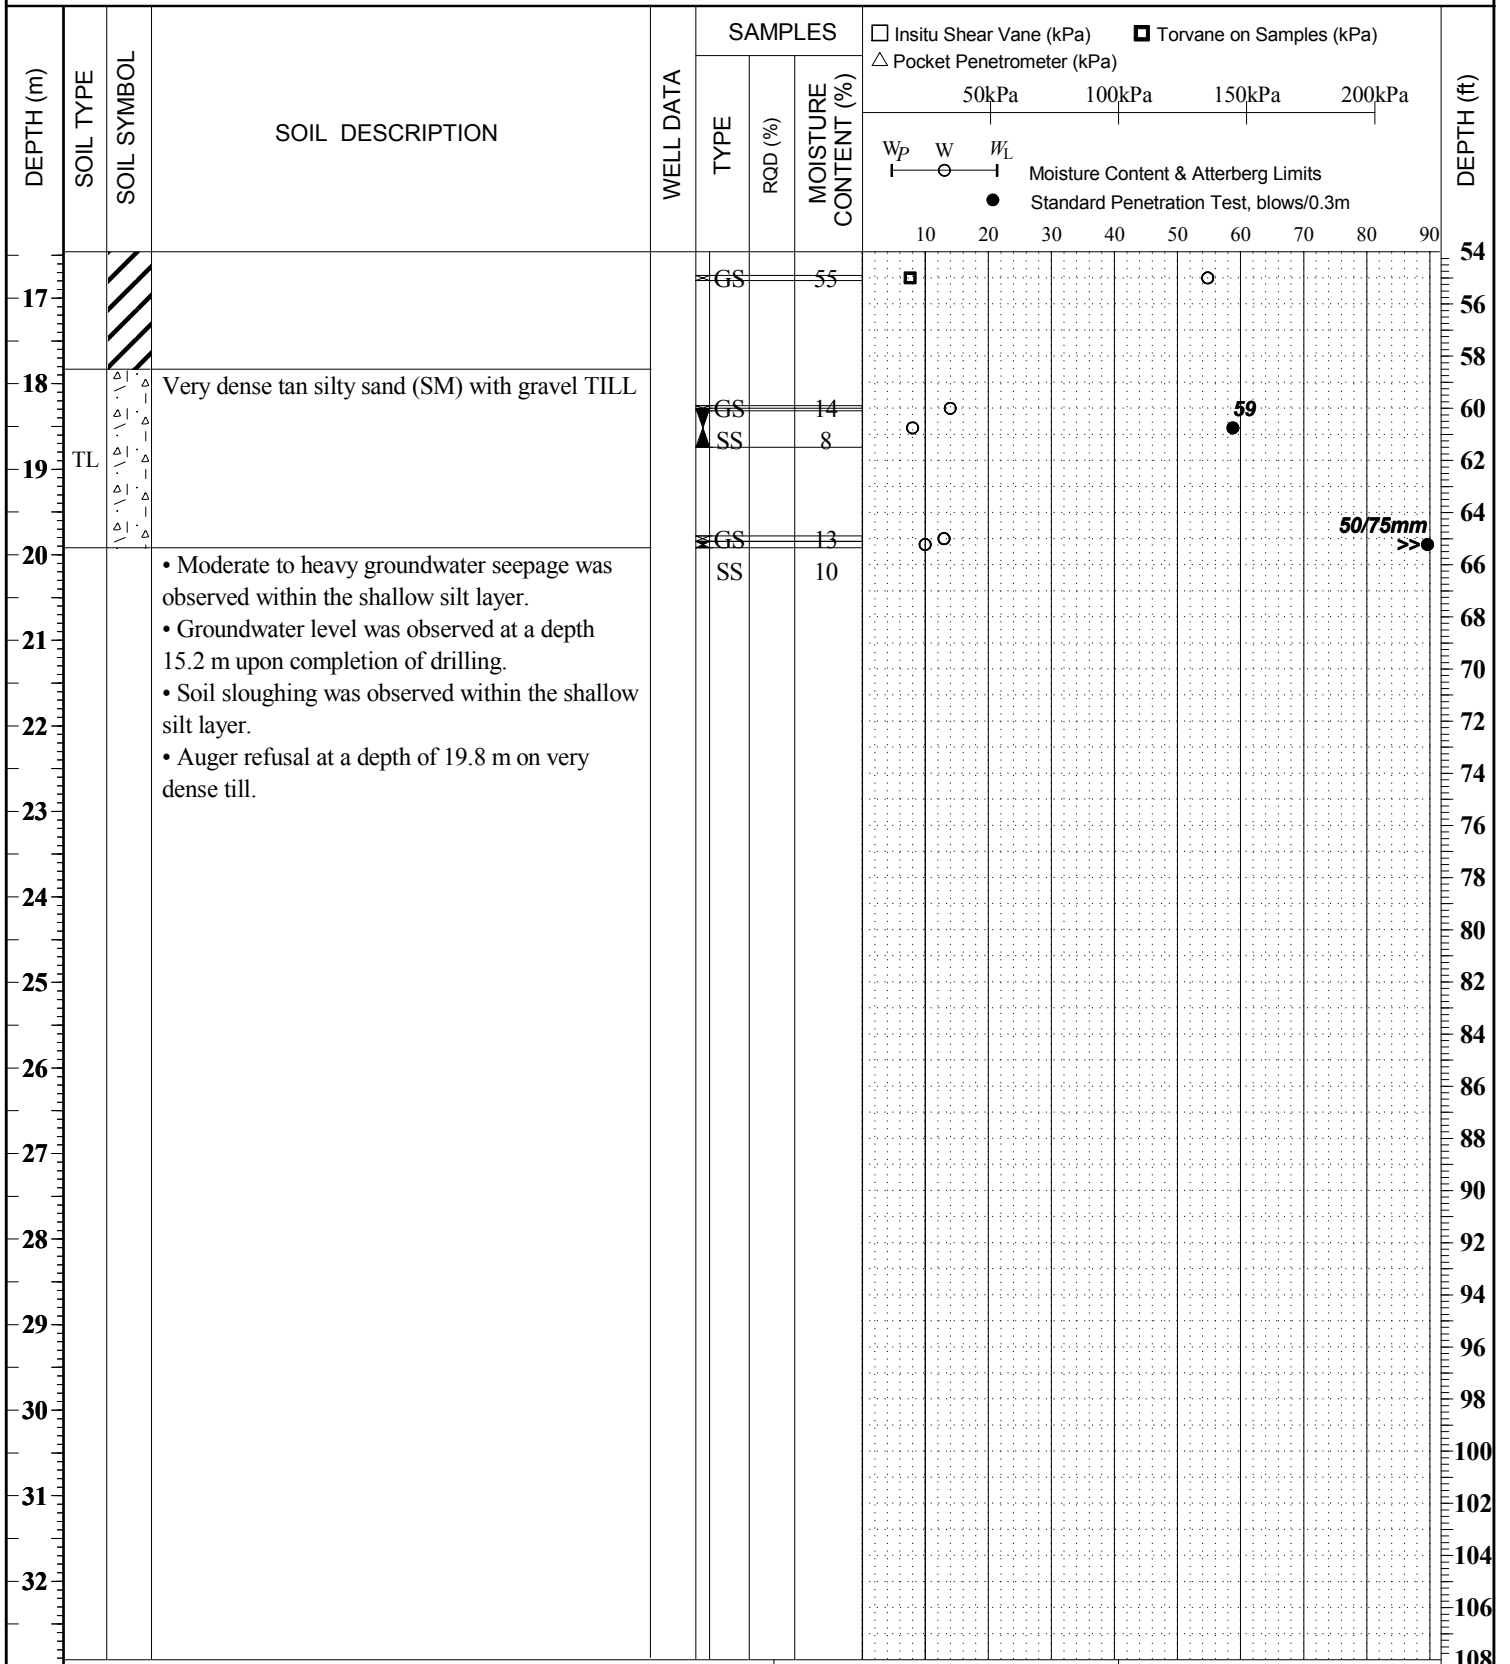 DEPTH (m)
SOIL TYPE
SOIL SYMBOL
SOIL DESCRIPTION
WELL DATA
SAMPLES
TYPE
RQD (%)
MOISTURE
CONTENT (%)
□ Insitu Shear Vane (kPa) □ Torvane on Samples (kPa)
△ Pocket Penetrometer (kPa)
50kPa 100kPa 150kPa 200kPa
WP W WL
Moisture Content & Atterberg Limits
● Standard Penetration Test, blows/0.3m
10 20 30 40 50 60 70 80 90
DEPTH (ft)
54
GS 55
17
56
58
18
Very dense tan silty sand (SM) with gravel TILL
GS 14
59
60
SS 8
TL
19
62
64
50/75mm
GS 13
>>
20
• Moderate to heavy groundwater seepage was
SS 10
66
observed within the shallow silt layer.
68
• Groundwater level was observed at a depth
21
15.2 m upon completion of drilling.
70
• Soil sloughing was observed within the shallow
22
72
silt layer.
• Auger refusal at a depth of 19.8 m on very
74
dense till.
23
76
78
24
80
25
82
84
26
86
27
88
90
28
92
94
29
96
30
98
100
31
102
104
32
106
108